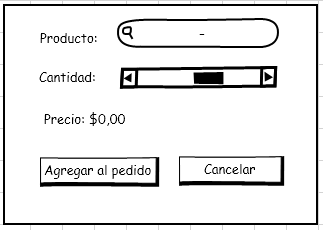 Producto: -
Cantidad:
Precio: $0,00
Agregar al pedido Cancelar